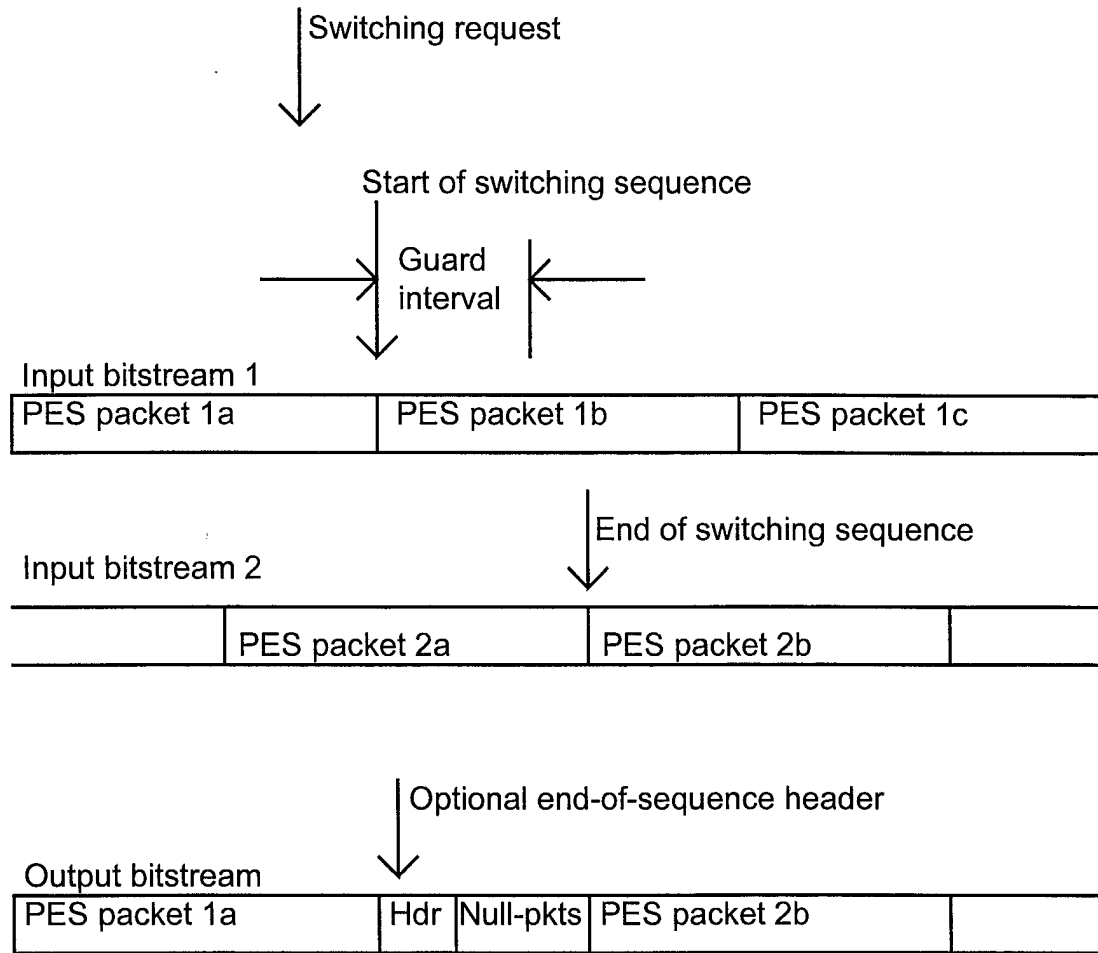 Switching request
Start of switching sequence
Guard
interval
Input bitstream 1
PES packet 1a
PES packet 1b
PES packet 1c
End of switching sequence
Input bitstream 2
PES packet 2a
PES packet 2b
Optional end-of-sequence header
Output bitstream
PES packet 1a
Hdr
Null-pkts
PES packet 2b